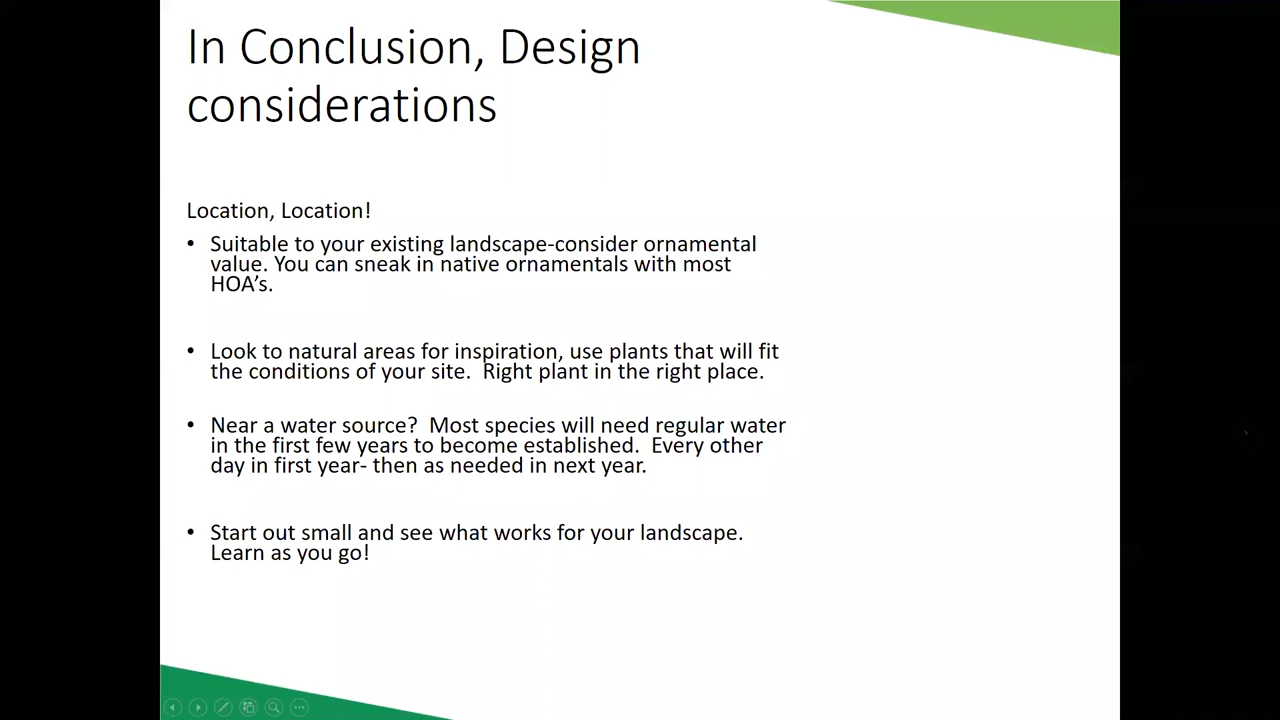 In Conclusion, Design
considerations
Location, Location!
• Suitable to your existing landscape-consider ornamental
value. You can sneak in native ornamentals with most
HOA’s.
• Look to natural areas for inspiration, use plants that will fit
the conditions of your site.  Right plant in the right place.
• Near a water source?  Most species will need regular water
in the first few years to become established.  Every other
day in first year- then as needed in next year.
• Start out small and see what works for your landscape.
Learn as you go!